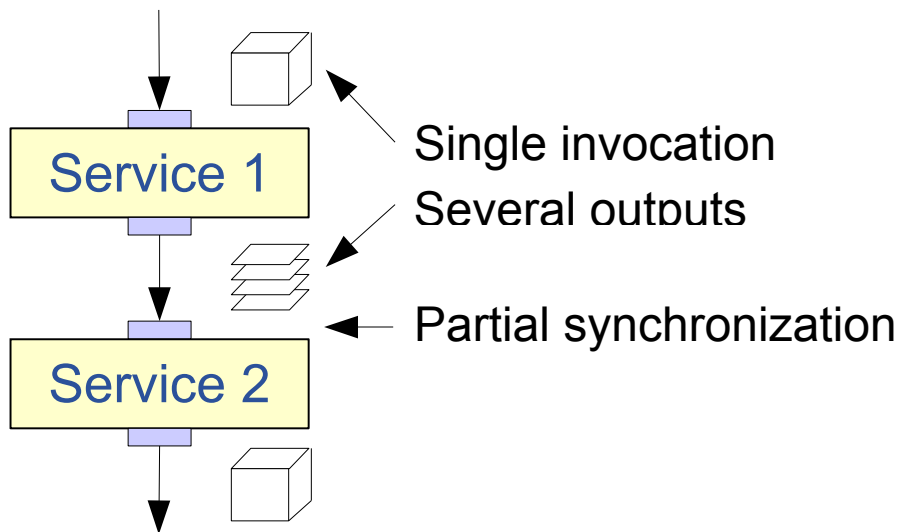 Single invocation
Service 1
Several outputs
Partial synchronization
Service 2